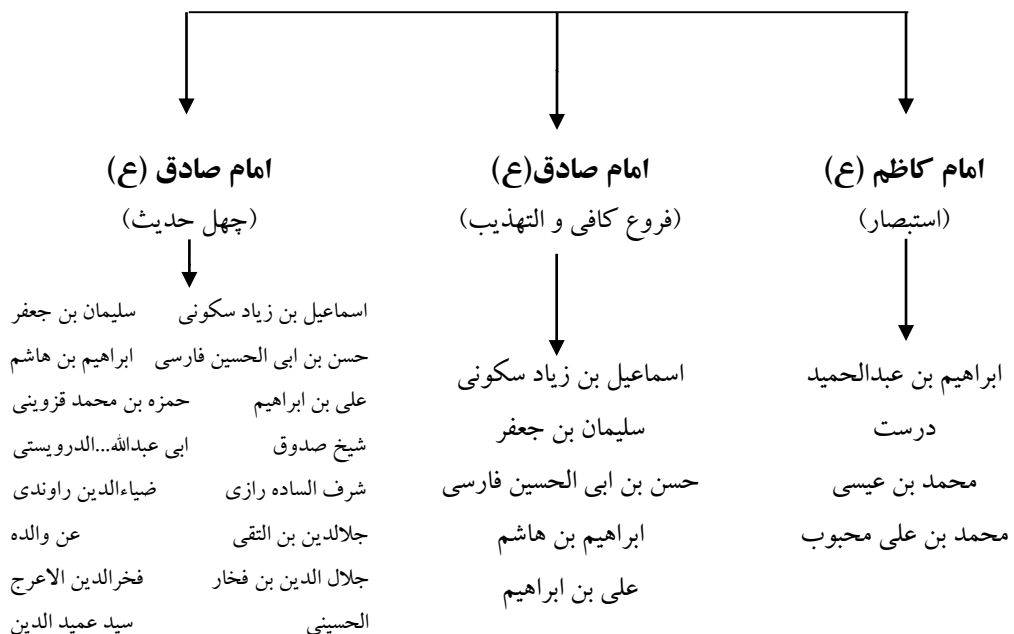 امام کاظم (ع)
(استبصار)
ابراهیم بن عبدالحمید
درست
محمد بن عیسی
محمد بن علی محبوب
امام صادق(ع)
(فروع کافی و التهذیب)
اسماعیل بن زیاد سکونی
سلیمان بن جعفر
حسن بن ابی الحسین فارسی
ابراهیم بن هاشم
علی بن ابراهیم
امام صادق (ع)
(چهل حدیث)
اسماعیل بن زیاد سکونی سلیمان بن جعفر
حسن بن ابی الحسین فارسی ابراهیم بن هاشم
علی بن ابراهیم حمزه بن محمد قزوینی
شیخ صدوق ابی عبدالله...الدرویستی
شرف الساده رازی ضیاءالدین راوندی
جلالدین بن التقی عن والده
جلال الدین بن فخار فخرالدین الاعرج
الحسینی سید عمید الدین